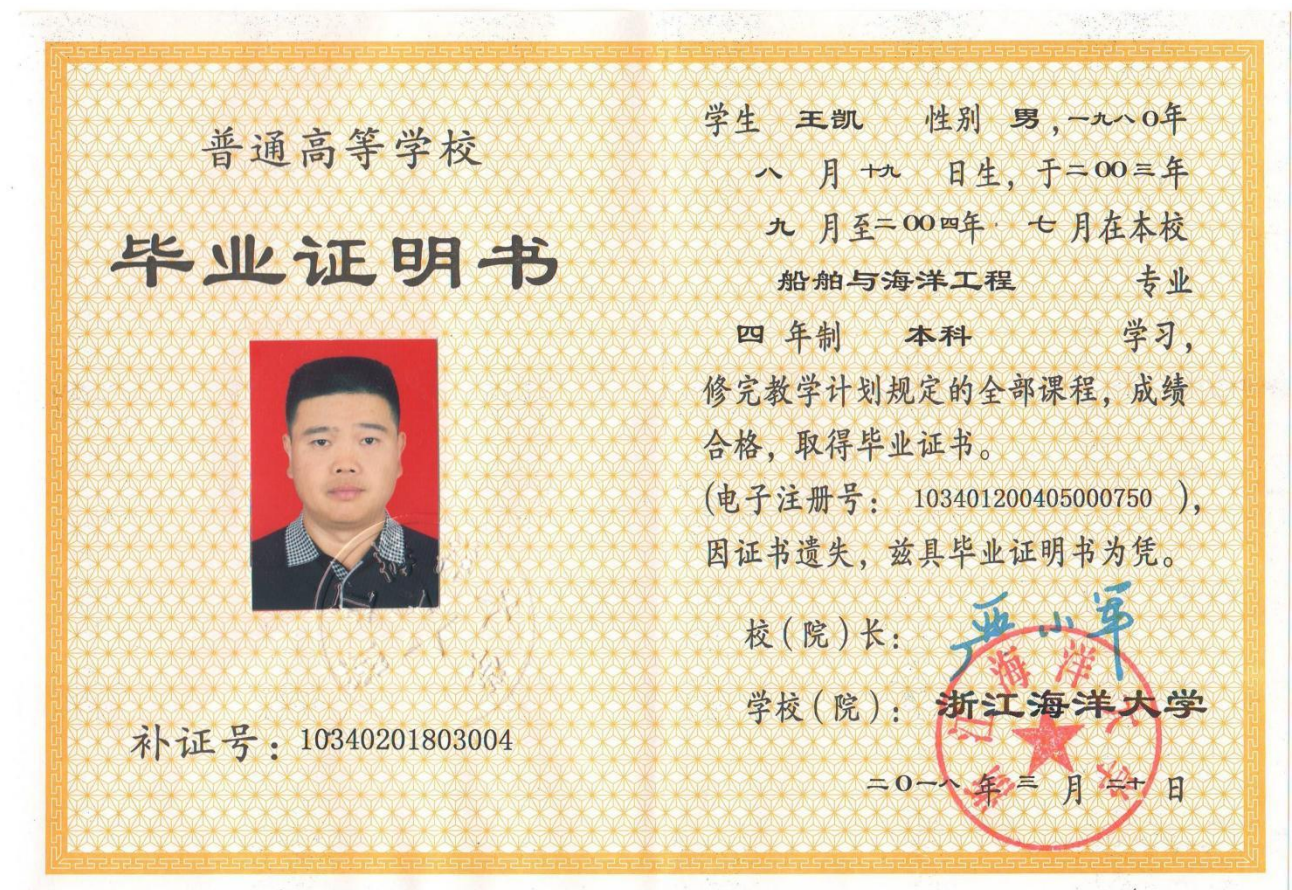 普通高等学校
毕业证明书
补证号：10340201803004
学生 王凯 性别 男，一九八〇年
八 月 十九 日生，于二〇〇三年
九 月至二〇〇四年 七 月在本校
船舶与海洋工程 专业
四 年制 本科 学习，
修完教学计划规定的全部课程，成绩
合格，取得毕业证书。
(电子注册号： 103401200405000750 )，
因证书遗失，兹具毕业证明书为凭。
校(院)长： 严小军
学校(院)：浙江海洋大学
二〇一八 年 三 月 二十 日
浙江海洋大学